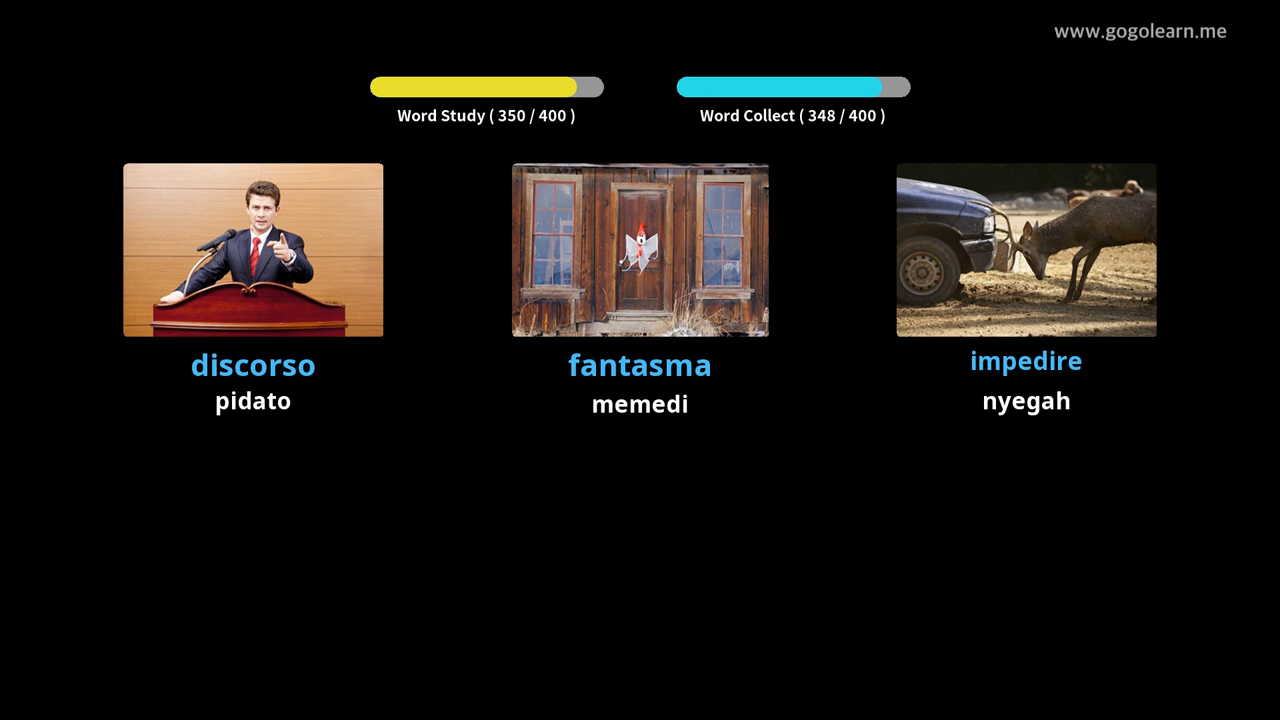 www.gogolearn.me
Word Study ( 350 / 400 )
Word Collect ( 348 / 400 )
discorso
pidato
fantasma
memedi
impedire
nyegah